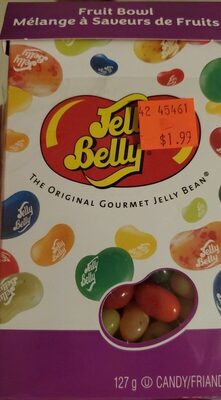 Fruit Bowl
Mélange à Saveurs de Fruits
42 45461
$1.99
Jelly
Belly
THE ORIGINAL GOURMET JELLY BEAN®
127 g U CANDY/FRIAND